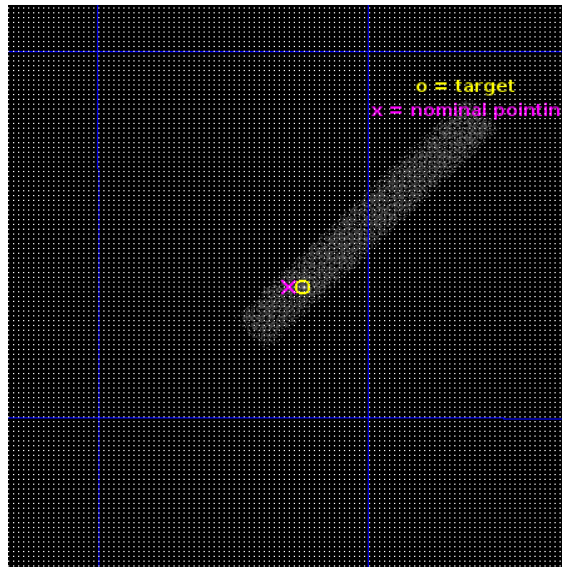 o = target
x = nominal pointin